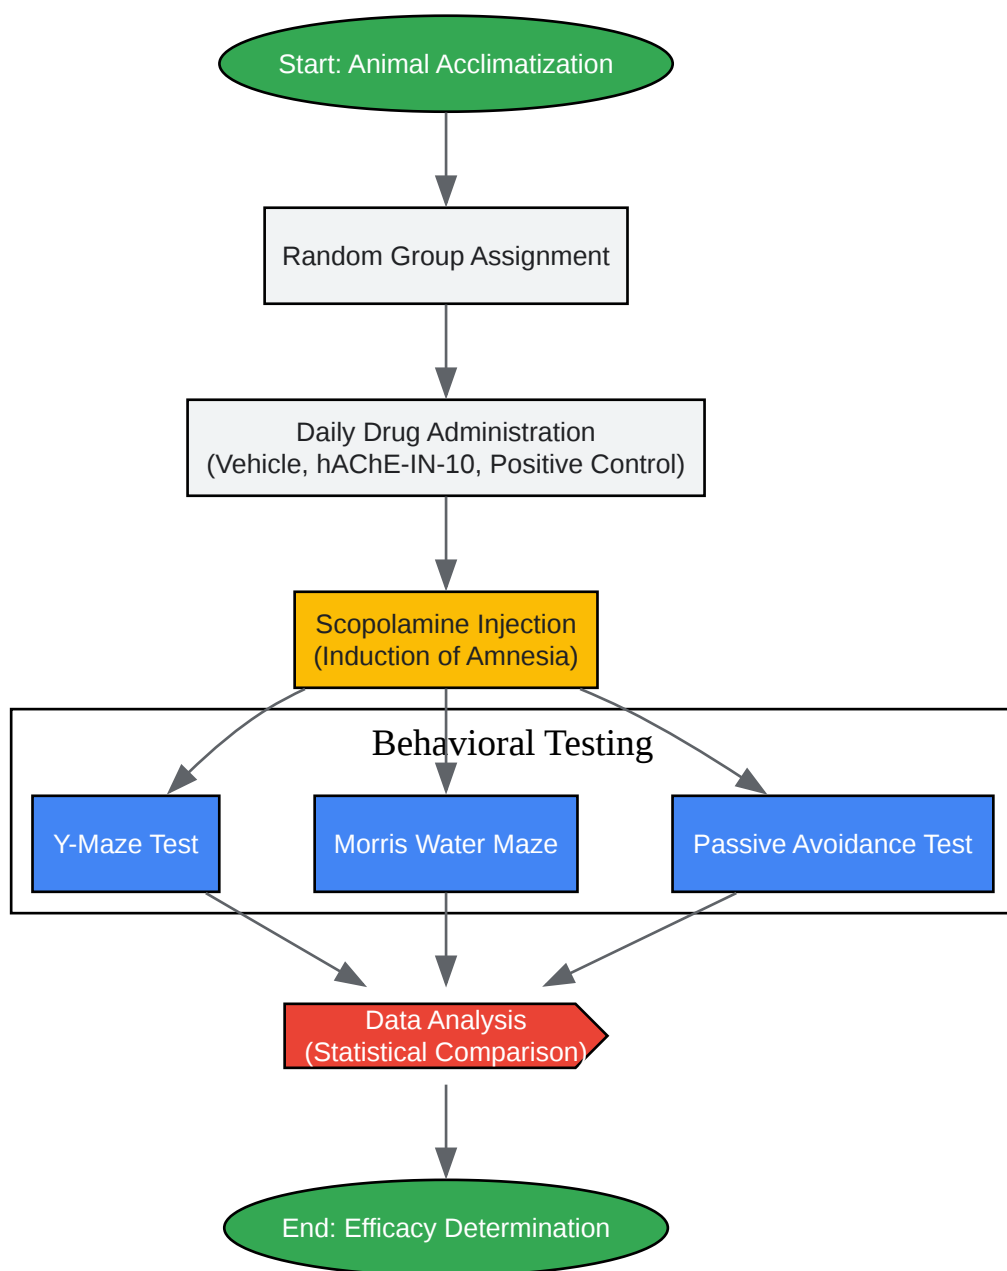 Start: Animal Acclimatization
Random Group Assignment
Daily Drug Administration
(Vehicle, hAChE-IN-10, Positive Control)
Scopolamine Injection
(Induction of Amnesia)
Behavioral Testing
Y-Maze Test
Morris Water Maze
Passive Avoidance Test
Data Analysis
(Statistical Comparison)
End: Efficacy Determination